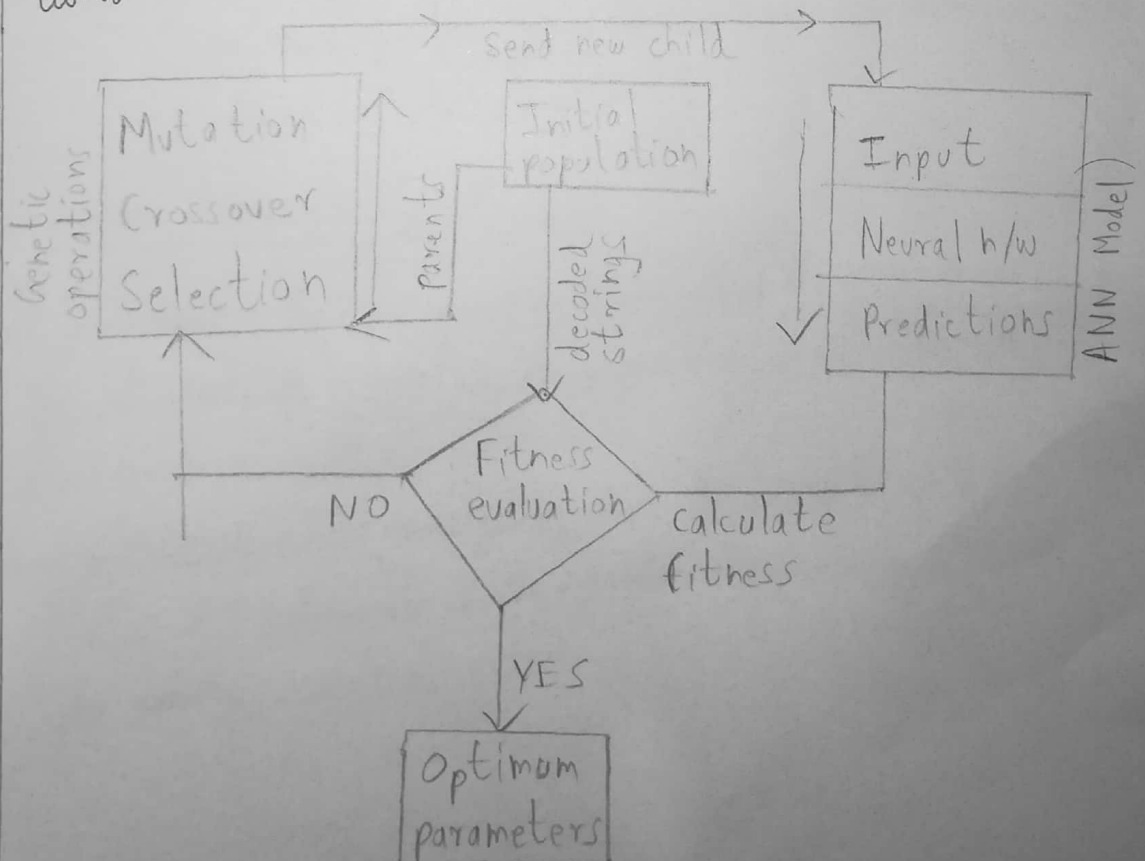 Send new child
Mutation
Crossover
Selection
Genetic
operations
parents
Initial
population
decoded
strings
Input
Neural n/w
Predictions
ANN Model)
Fitness
evaluation
NO
calculate
fitness
YES
Optimum
parameters